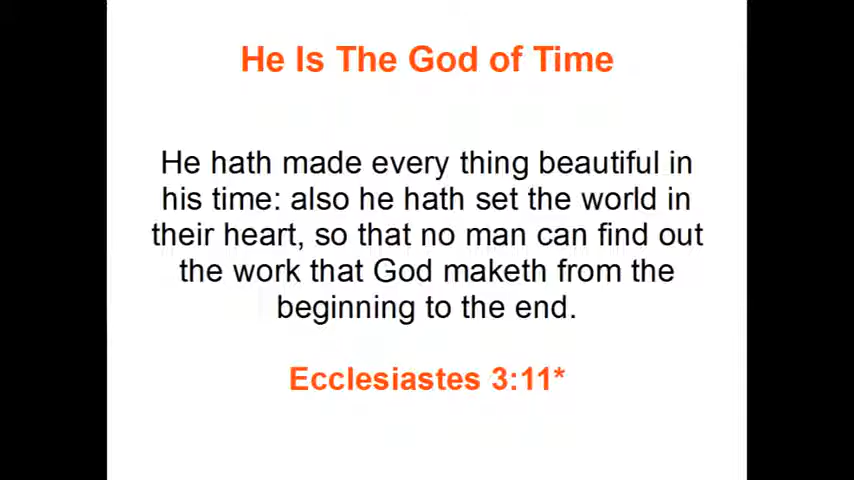 He Is The God of Time
He hath made every thing beautiful in
his time: also he hath set the world in
their heart, so that no man can find out
the work that God maketh from the
beginning to the end.
Ecclesiastes 3:11*